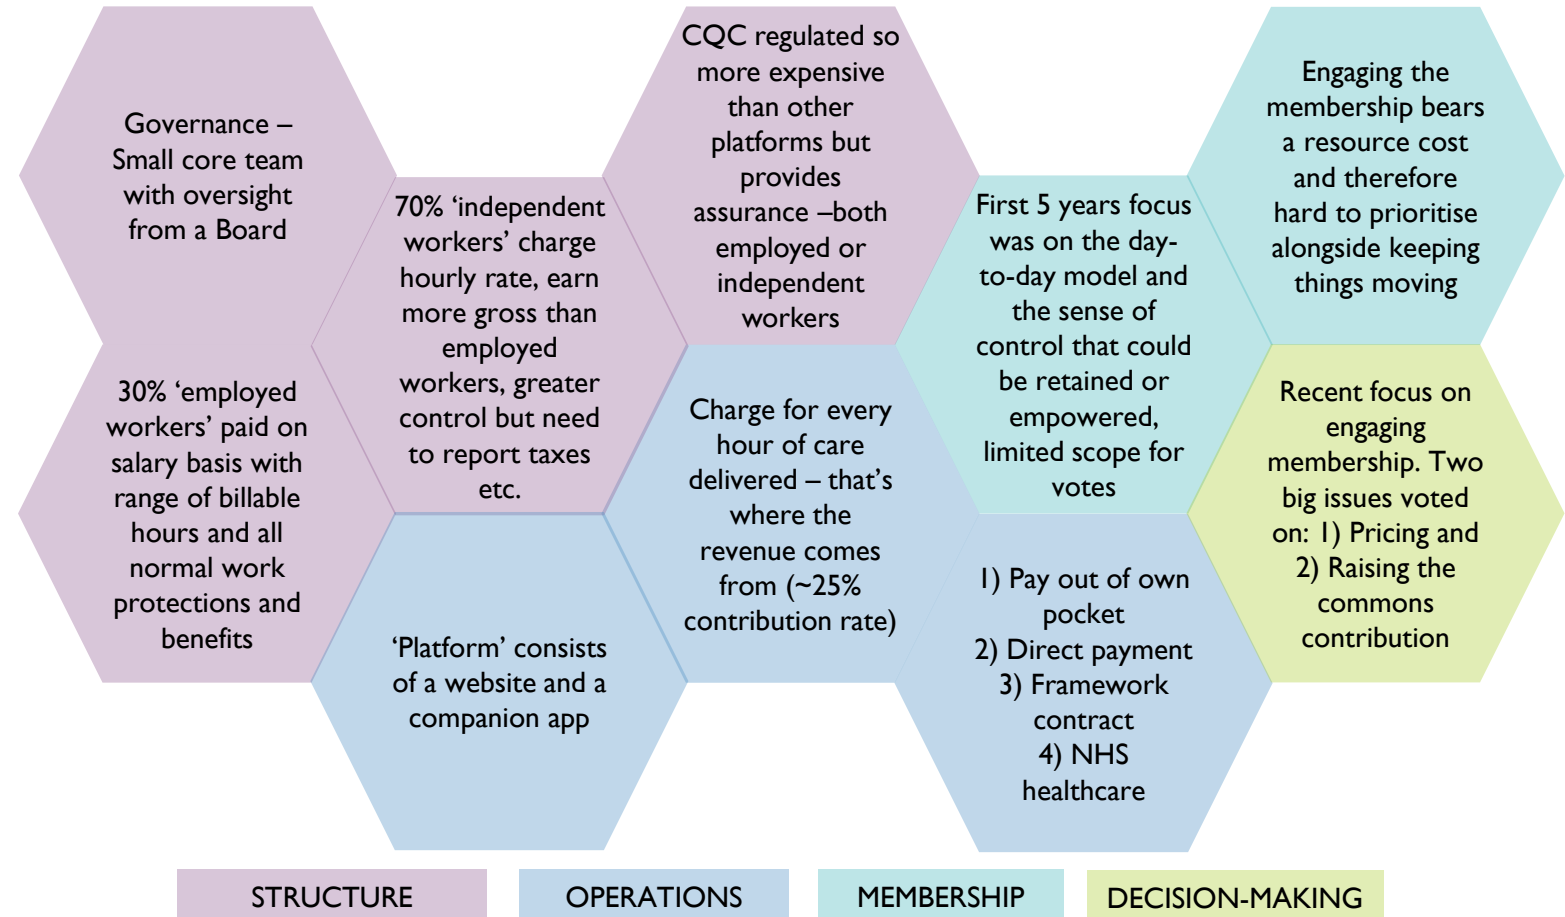 Governance –
Small core team
with oversight
from a Board
30% ‘employed
workers’ paid on
salary basis with
range of billable
hours and all
normal work
protections and
benefits
70% ‘independent
workers’ charge
hourly rate, earn
more gross than
employed
workers, greater
control but need
to report taxes
etc.
‘Platform’ consists
of a website and a
companion app
CQC regulated so
more expensive
than other
platforms but
provides
assurance –both
employed or
independent
workers
Charge for every
hour of care
delivered – that’s
where the
revenue comes
from (~25%
contribution rate)
First 5 years focus
was on the day-
to-day model and
the sense of
control that could
be retained or
empowered,
limited scope for
votes
1) Pay out of own
pocket
2) Direct payment
3) Framework
contract
4) NHS
healthcare
Engaging the
membership bears
a resource cost
and therefore
hard to prioritise
alongside keeping
things moving
Recent focus on
engaging
membership. Two
big issues voted
on: 1) Pricing and
2) Raising the
commons
contribution
STRUCTURE
OPERATIONS
MEMBERSHIP
DECISION-MAKING